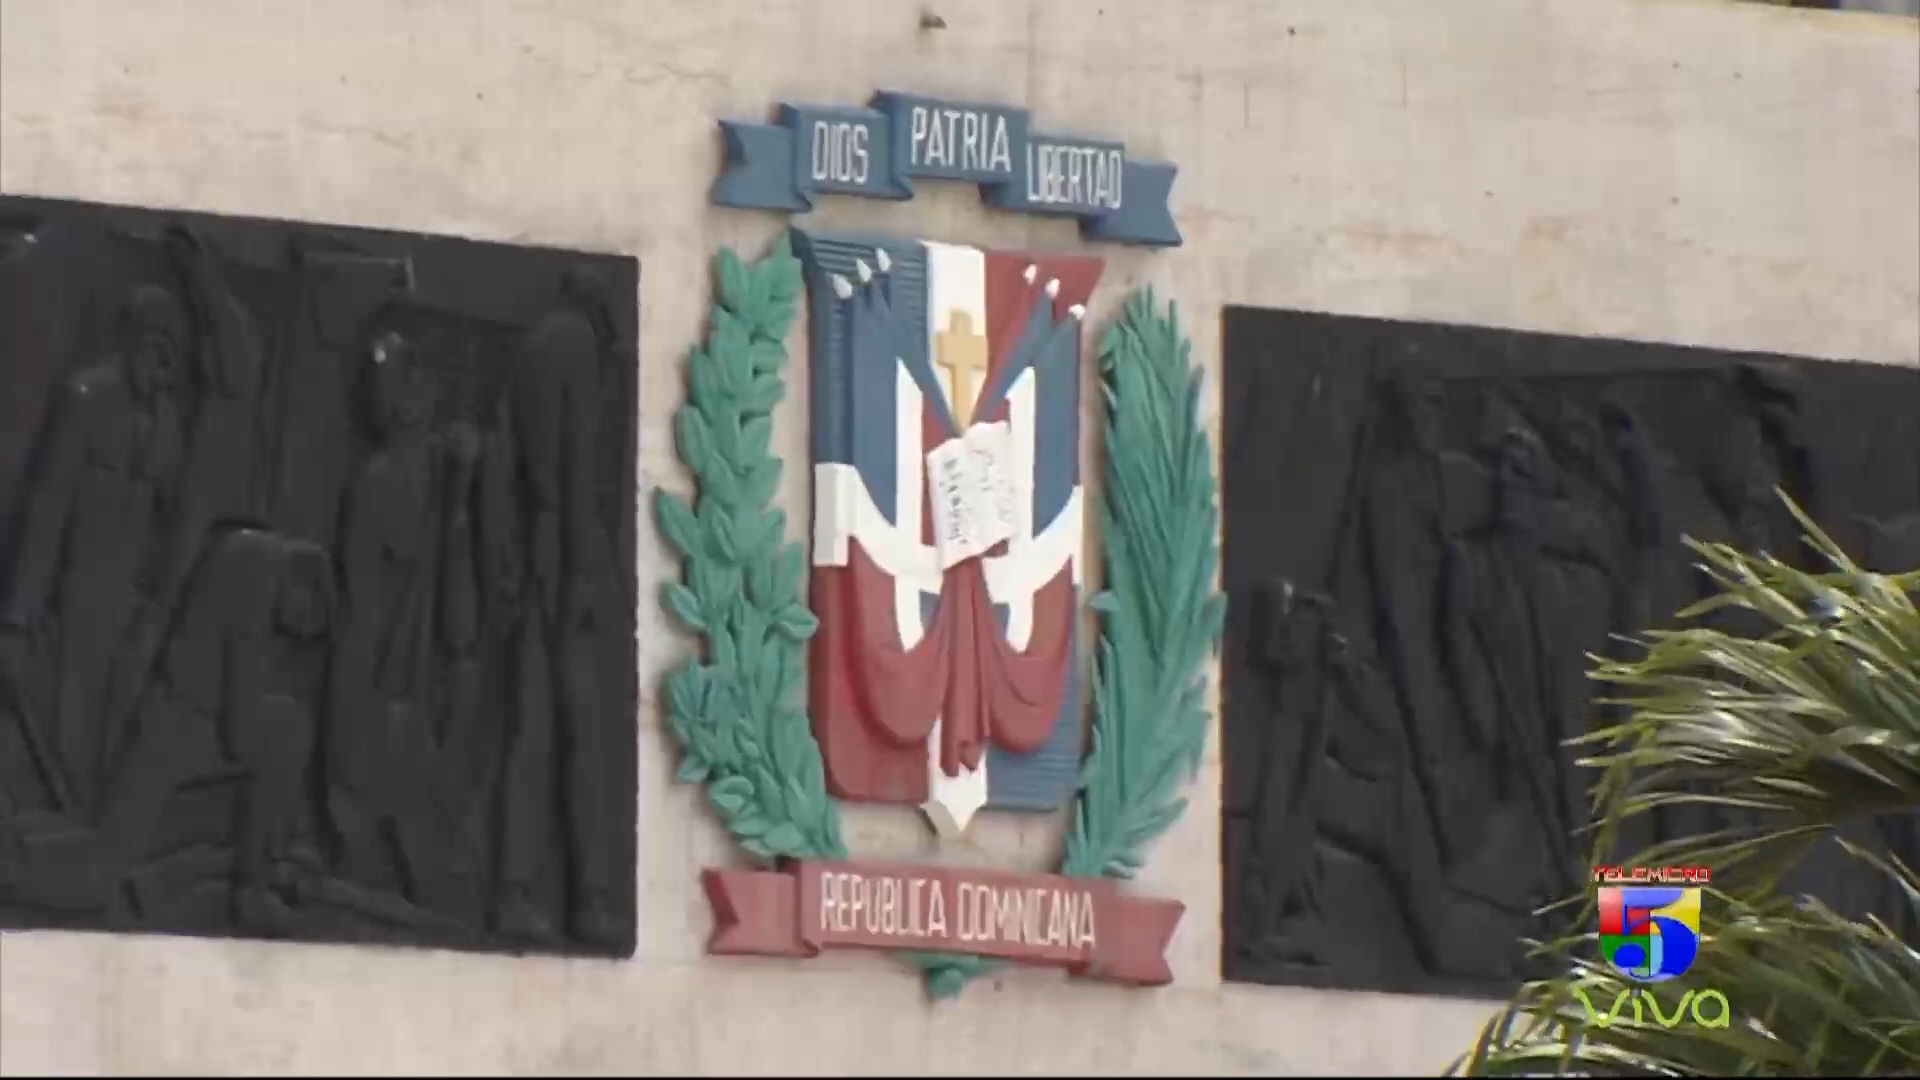 DIOS PATRIA LIBERTAD
REPUBLICA DOMINICANA
TELEMICRO
5
Viva